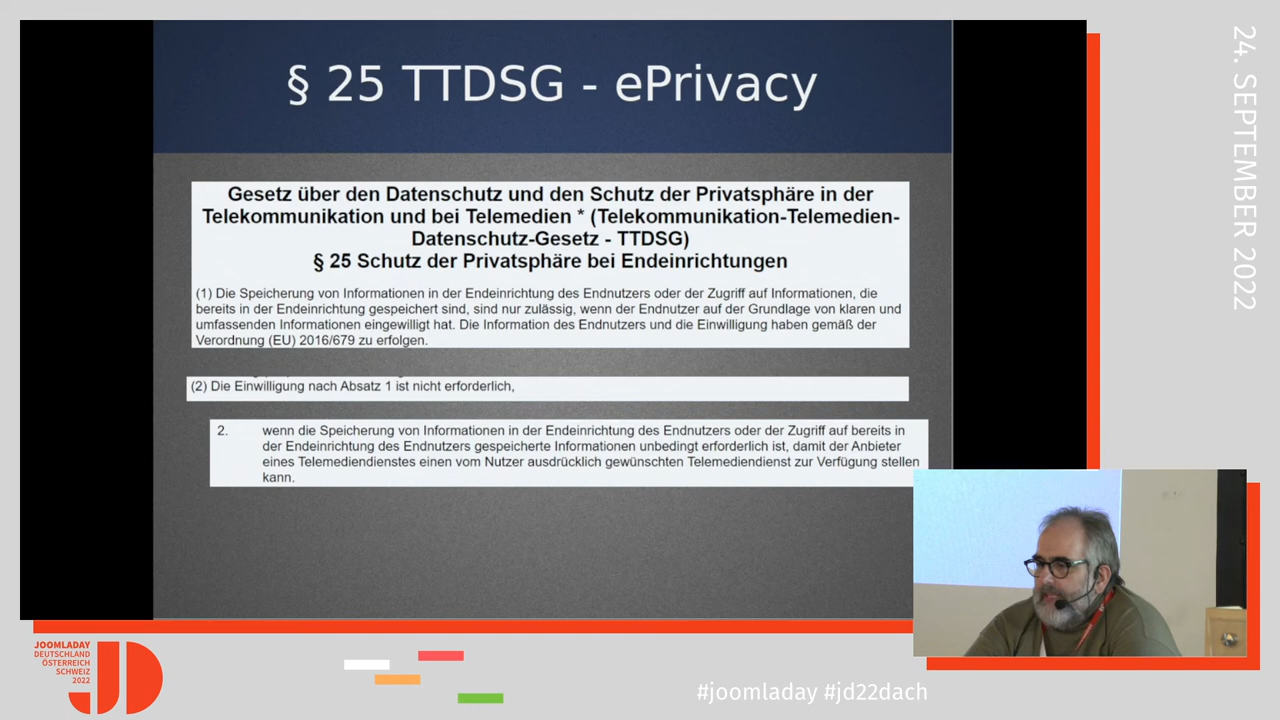 § 25 TTDSG - ePrivacy
Gesetz über den Datenschutz und den Schutz der Privatsphäre in der
Telekommunikation und bei Telemedien * (Telekommunikation-Telemedien-
Datenschutz-Gesetz - TTDSG)
§ 25 Schutz der Privatsphäre bei Endeinrichtungen
(1) Die Speicherung von Informationen in der Endeinrichtung des Endnutzers oder der Zugriff auf Informationen, die
bereits in der Endeinrichtung gespeichert sind, sind nur zulässig, wenn der Endnutzer auf der Grundlage von klaren und
umfassenden Informationen eingewilligt hat. Die Information des Endnutzers und die Einwilligung haben gemäß der
Verordnung (EU) 2016/679 zu erfolgen.
(2) Die Einwilligung nach Absatz 1 ist nicht erforderlich,
2. wenn die Speicherung von Informationen in der Endeinrichtung des Endnutzers oder der Zugriff auf bereits in
der Endeinrichtung des Endnutzers gespeicherte Informationen unbedingt erforderlich ist, damit der Anbieter
eines Telemediendienstes einen vom Nutzer ausdrücklich gewünschten Telemediendienst zur Verfügung stellen
kann.
24. SEPTEMBER 2022
JOOMLADAY
DEUTSCHLAND
ÖSTERREICH
SCHWEIZ
2022
JD
#joomladay #jd22dach